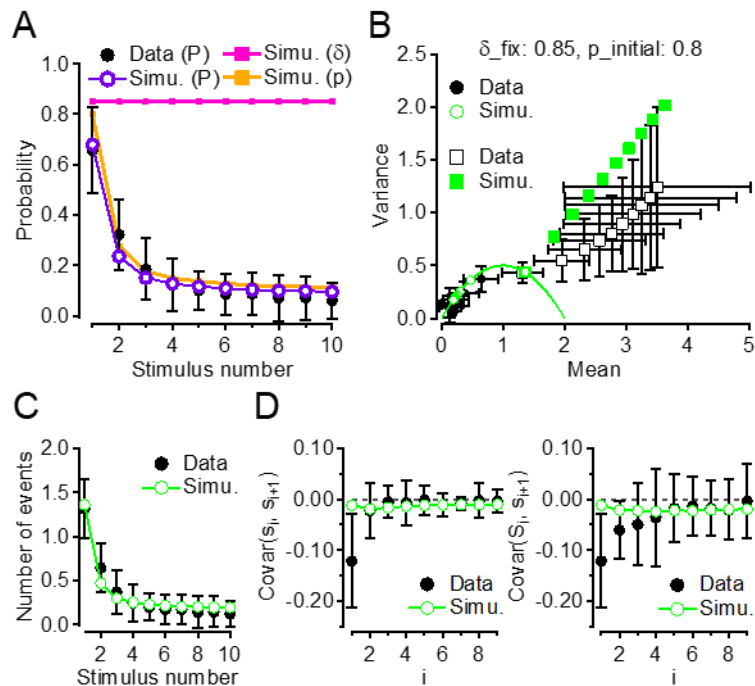 A
Data (P)
Simu. (δ)
Simu. (P)
Simu. (p)
1.0
0.8
0.6
0.4
0.2
0.0
Probability
2
4
6
8
10
Stimulus number
B
δ_fix: 0.85, p_initial: 0.8
Data
Simu.
Data
Simu.
2.5
2.0
1.5
1.0
0.5
0.0
Variance
0
1
2
3
4
5
Mean
C
Data
Simu.
2.0
1.5
1.0
0.5
0.0
Number of events
2
4
6
8
10
Stimulus number
D
0.10
0.00
-0.10
-0.20
Covar(si, si+1)
Data
Simu.
2
4
6
8
i
0.10
0.00
-0.10
-0.20
Covar(Si, si+1)
Data
Simu.
2
4
6
8
i